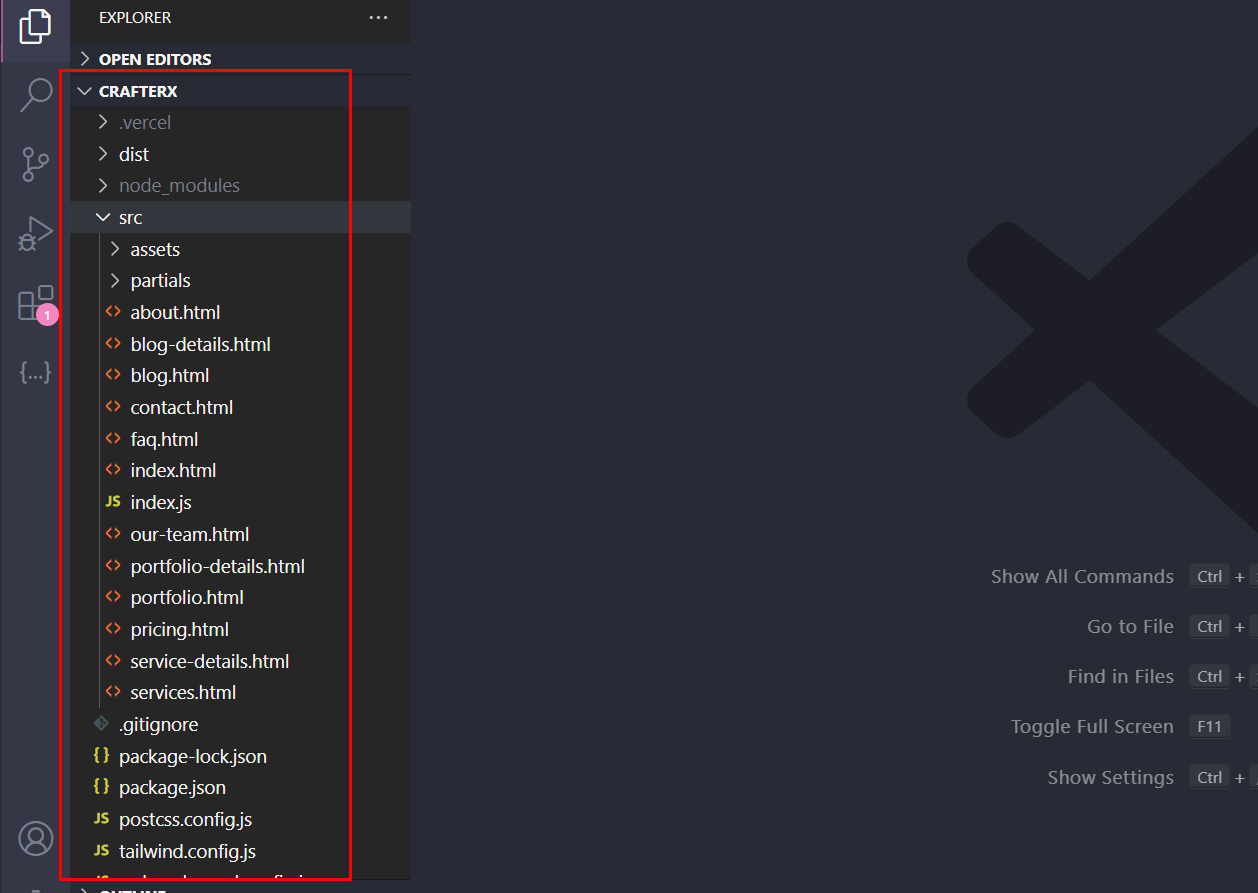 EXPLORER ...
OPEN EDITORS
CRAFTERX
.vercel
dist
node_modules
src
assets
partials
about.html
blog-details.html
blog.html
contact.html
faq.html
index.html
JS index.js
our-team.html
portfolio-details.html
portfolio.html
pricing.html
service-details.html
services.html
.gitignore
{} package-lock.json
{} package.json
JS postcss.config.js
JS tailwind.config.js
OUTLINE
1
{...}
Show All Commands Ctrl +
Go to File Ctrl +
Find in Files Ctrl +
Toggle Full Screen F11
Show Settings Ctrl +